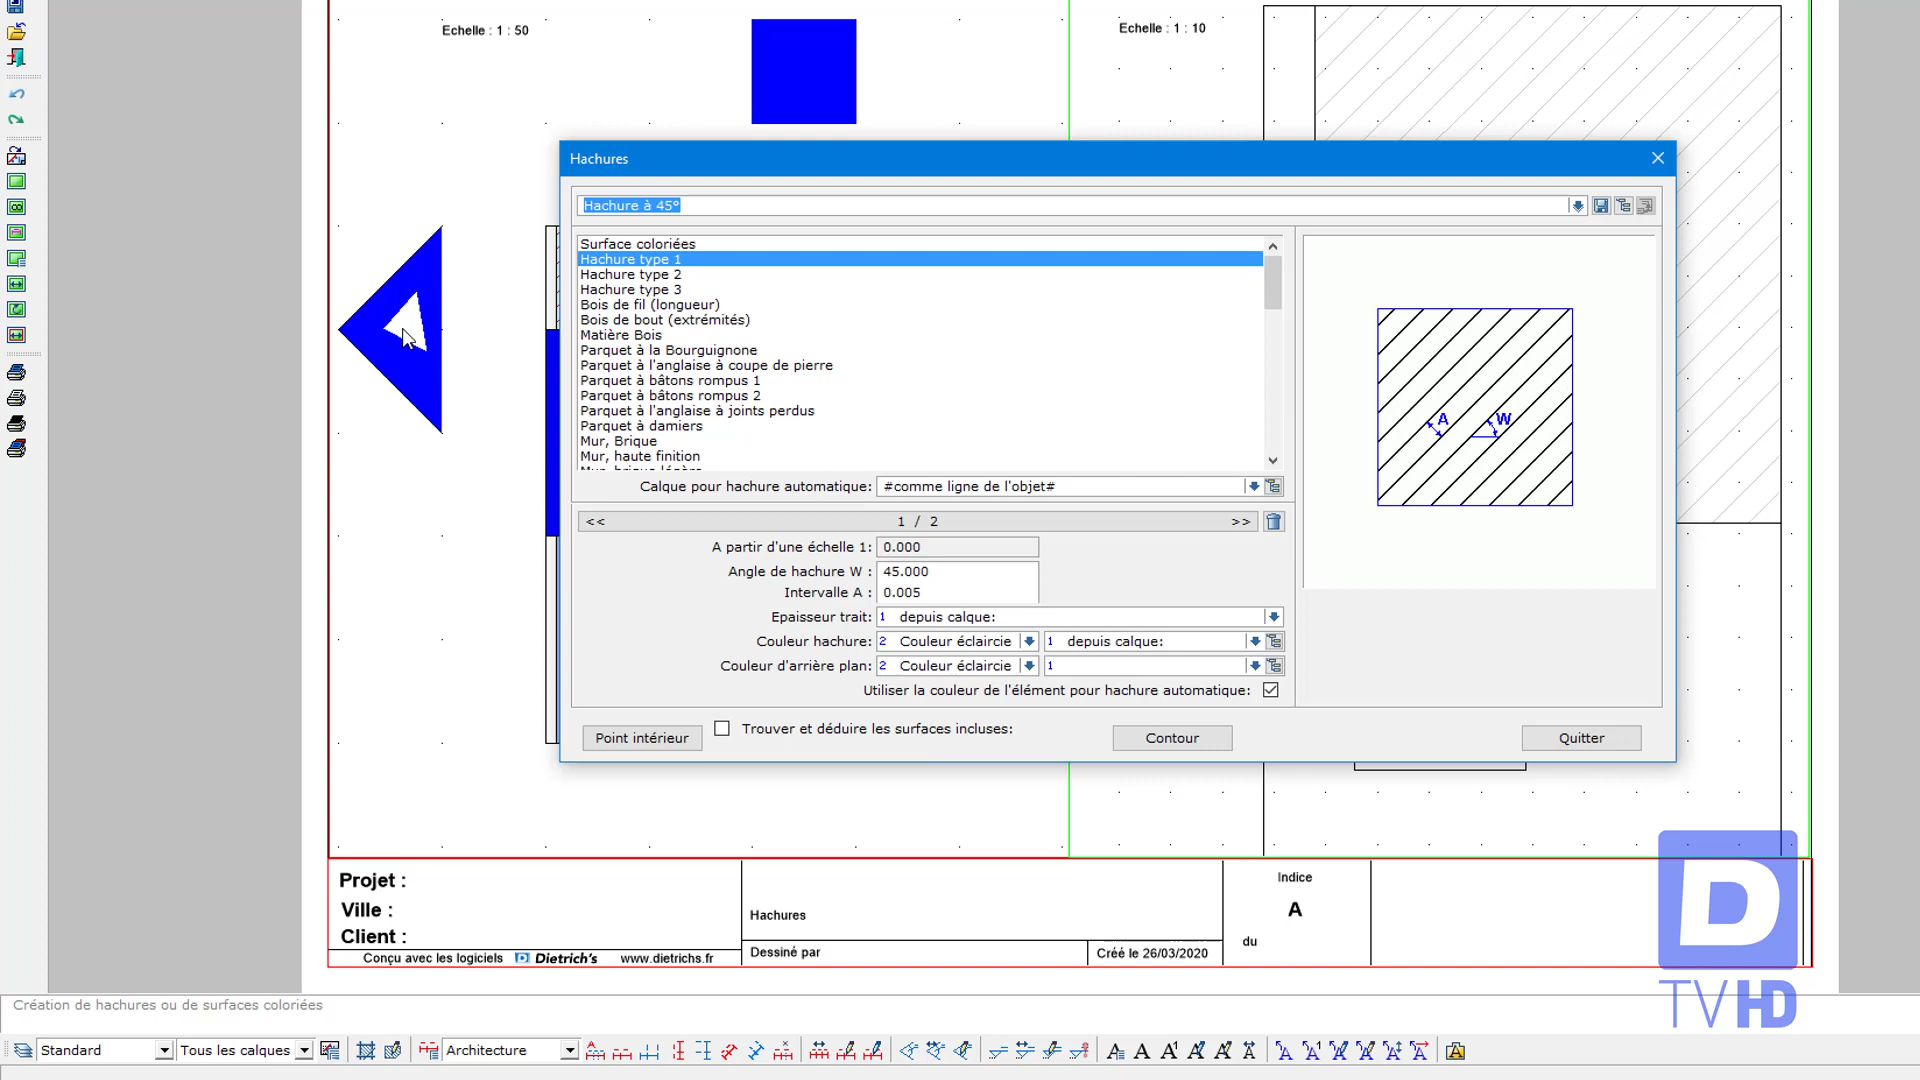 Echelle : 1 : 50
Echelle : 1 : 10
Hachures
Hachure à 45°
Surface coloriées
Hachure type 1
Hachure type 2
Hachure type 3
Bois de fil (longueur)
Bois de bout (extrémités)
Matière Bois
Parquet à la Bourguignone
Parquet à l'anglaise à coupe de pierre
Parquet à bâtons rompus 1
Parquet à bâtons rompus 2
Parquet à l'anglaise à joints perdus
Parquet à damiers
Mur, Brique
Mur, haute finition
Mur, brique légère
A W
Calque pour hachure automatique: #comme ligne de l'objet#
<< 1 / 2 >>
A partir d'une échelle 1: 0.000
Angle de hachure W : 45.000
Intervalle A : 0.005
Epaisseur trait: 1 depuis calque:
Couleur hachure: 2 Couleur éclaircie 1 depuis calque:
Couleur d'arrière plan: 2 Couleur éclaircie 1
Utiliser la couleur de l'élément pour hachure automatique:
Point intérieur Trouver et déduire les surfaces incluses: Contour Quitter
Projet :
Ville :
Client :
Conçu avec les logiciels D Dietrich's www.dietrichs.fr
Hachures
Dessiné par
Créé le 26/03/2020
Indice
A
du
D
TVHD
Création de hachures ou de surfaces coloriées
Standard Tous les calques Architecture